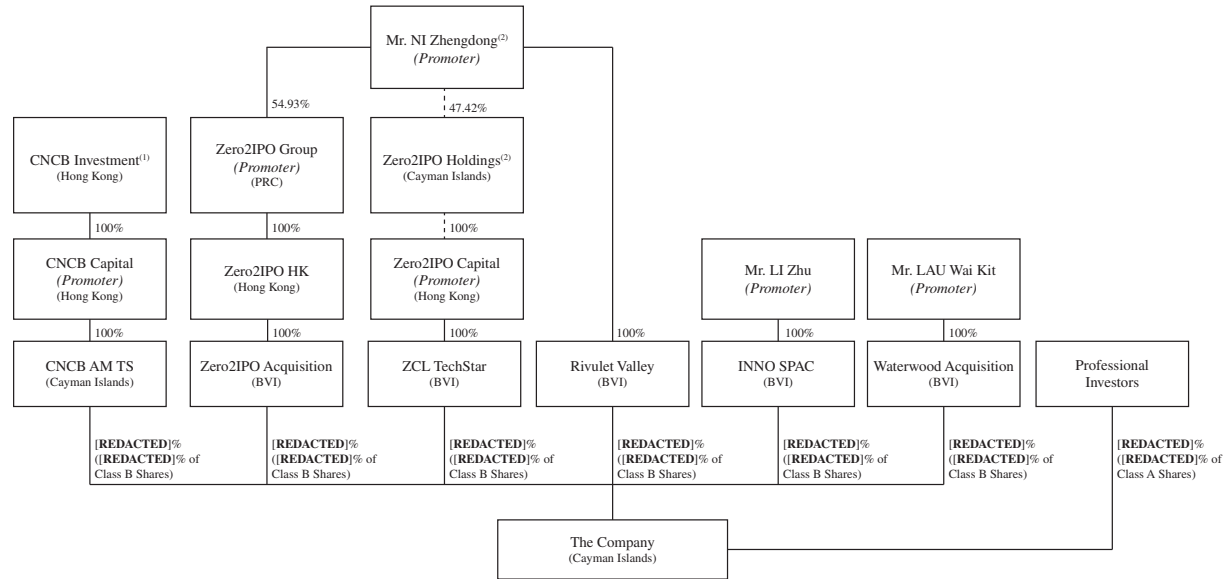 Mr. NI Zhengdong(2)
(Promoter)
54.93%
47.42%
CNCB Investment(1)
(Hong Kong)
Zero2IPO Group
(Promoter)
(PRC)
Zero2IPO Holdings(2)
(Cayman Islands)
100%
100%
100%
CNCB Capital
(Promoter)
(Hong Kong)
Zero2IPO HK
(Hong Kong)
Zero2IPO Capital
(Promoter)
(Hong Kong)
Mr. LI Zhu
(Promoter)
Mr. LAU Wai Kit
(Promoter)
100%
100%
100%
100%
100%
100%
CNCB AM TS
(Cayman Islands)
Zero2IPO Acquisition
(BVI)
ZCL TechStar
(BVI)
Rivulet Valley
(BVI)
INNO SPAC
(BVI)
Waterwood Acquisition
(BVI)
Professional
Investors
[REDACTED]%
([REDACTED]% of
Class B Shares)
[REDACTED]%
([REDACTED]% of
Class B Shares)
[REDACTED]%
([REDACTED]% of
Class B Shares)
[REDACTED]%
([REDACTED]% of
Class B Shares)
[REDACTED]%
([REDACTED]% of
Class B Shares)
[REDACTED]%
([REDACTED]% of
Class B Shares)
[REDACTED]%
([REDACTED]% of
Class A Shares)
The Company
(Cayman Islands)